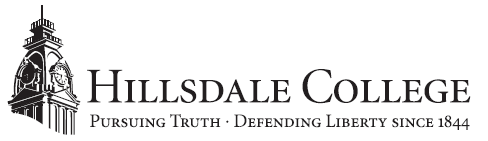 HILLSDALE COLLEGE
PURSUING TRUTH · DEFENDING LIBERTY SINCE 1844